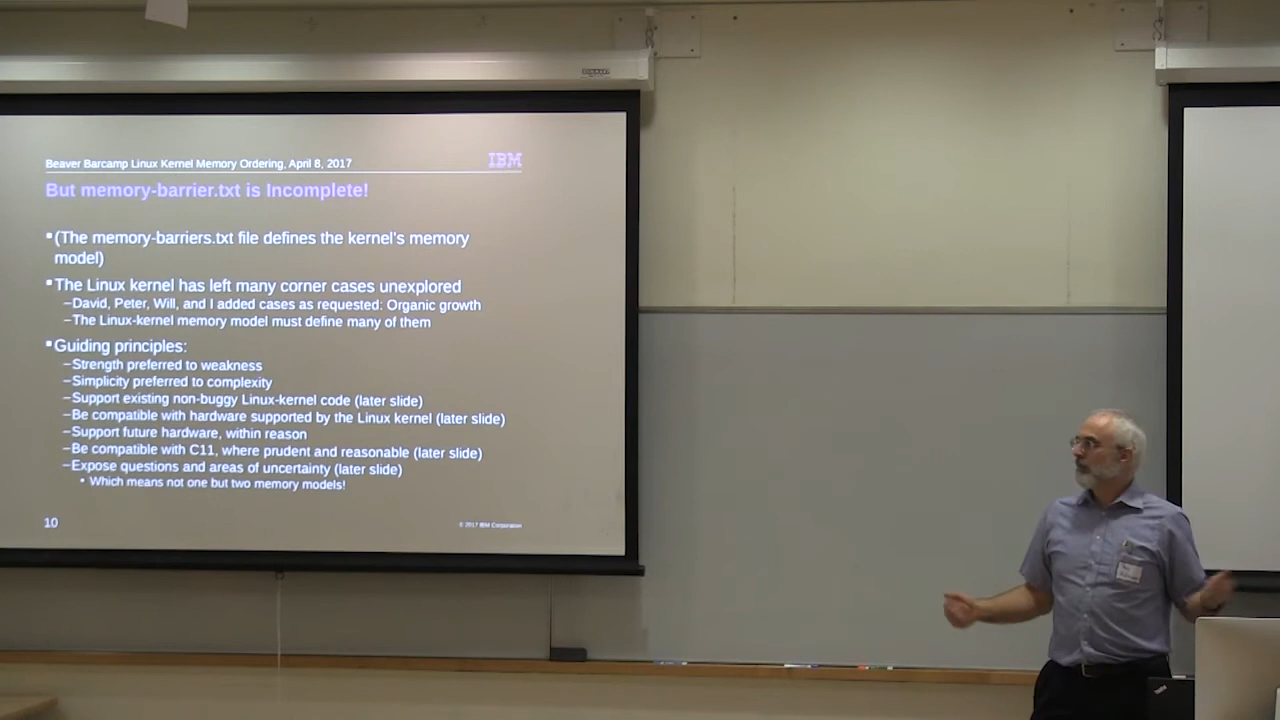 Beaver Barcamp Linux Kernel Memory Ordering, April 8, 2017
IBM
But memory-barrier.txt is Incomplete!
(The memory-barriers.txt file defines the kernel's memory
model)
The Linux kernel has left many corner cases unexplored
–David, Peter, Will, and I added cases as requested: Organic growth
–The Linux-kernel memory model must define many of them
Guiding principles:
–Strength preferred to weakness
–Simplicity preferred to complexity
–Support existing non-buggy Linux-kernel code (later slide)
–Be compatible with hardware supported by the Linux kernel (later slide)
–Support future hardware, within reason
–Be compatible with C11, where prudent and reasonable (later slide)
–Expose questions and areas of uncertainty (later slide)
• Which means not one but two memory models!
10
© 2017 IBM Corporation